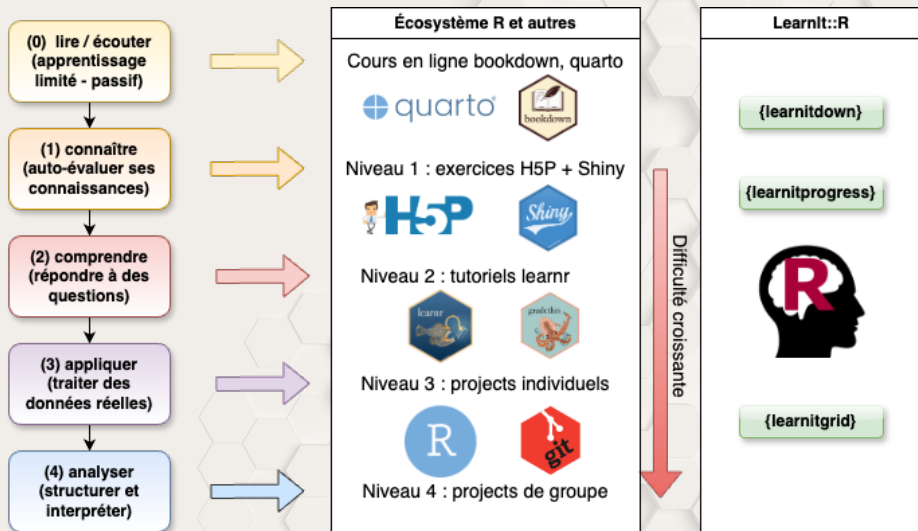 (0) lire / écouter
(apprentissage
limité - passif)
(1) connaître
(auto-évaluer ses
connaissances)
(2) comprendre
(répondre à des
questions)
(3) appliquer
(traiter des
données réelles)
(4) analyser
(structurer et
interpréter)
Écosystème R et autres
Cours en ligne bookdown, quarto
quarto
bookdown
Niveau 1 : exercices H5P + Shiny
H5P
Shiny
Niveau 2 : tutoriels learnr
learnr
gradethis
Niveau 3 : projects individuels
R
git
Niveau 4 : projects de groupe
Difficulté croissante
LearnIt::R
{learnitdown}
{learnitprogress}
R
{learnitgrid}